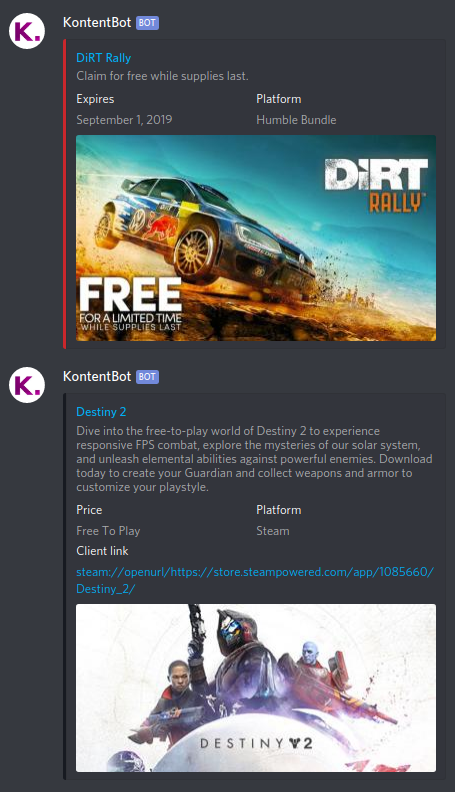 K.
KontentBot BOT
DiRT Rally
Claim for free while supplies last.
Expires Platform
September 1, 2019 Humble Bundle
DiRT
RALLY™
FREE
FOR A LIMITED TIME
WHILE SUPPLIES LAST
K.
KontentBot BOT
Destiny 2
Dive into the free-to-play world of Destiny 2 to experience
responsive FPS combat, explore the mysteries of our solar system,
and unleash elemental abilities against powerful enemies. Download
today to create your Guardian and collect weapons and armor to
customize your playstyle.
Price Platform
Free To Play Steam
Client link
steam://openurl/https://store.steampowered.com/app/1085660/
Destiny_2/
DESTINY 2